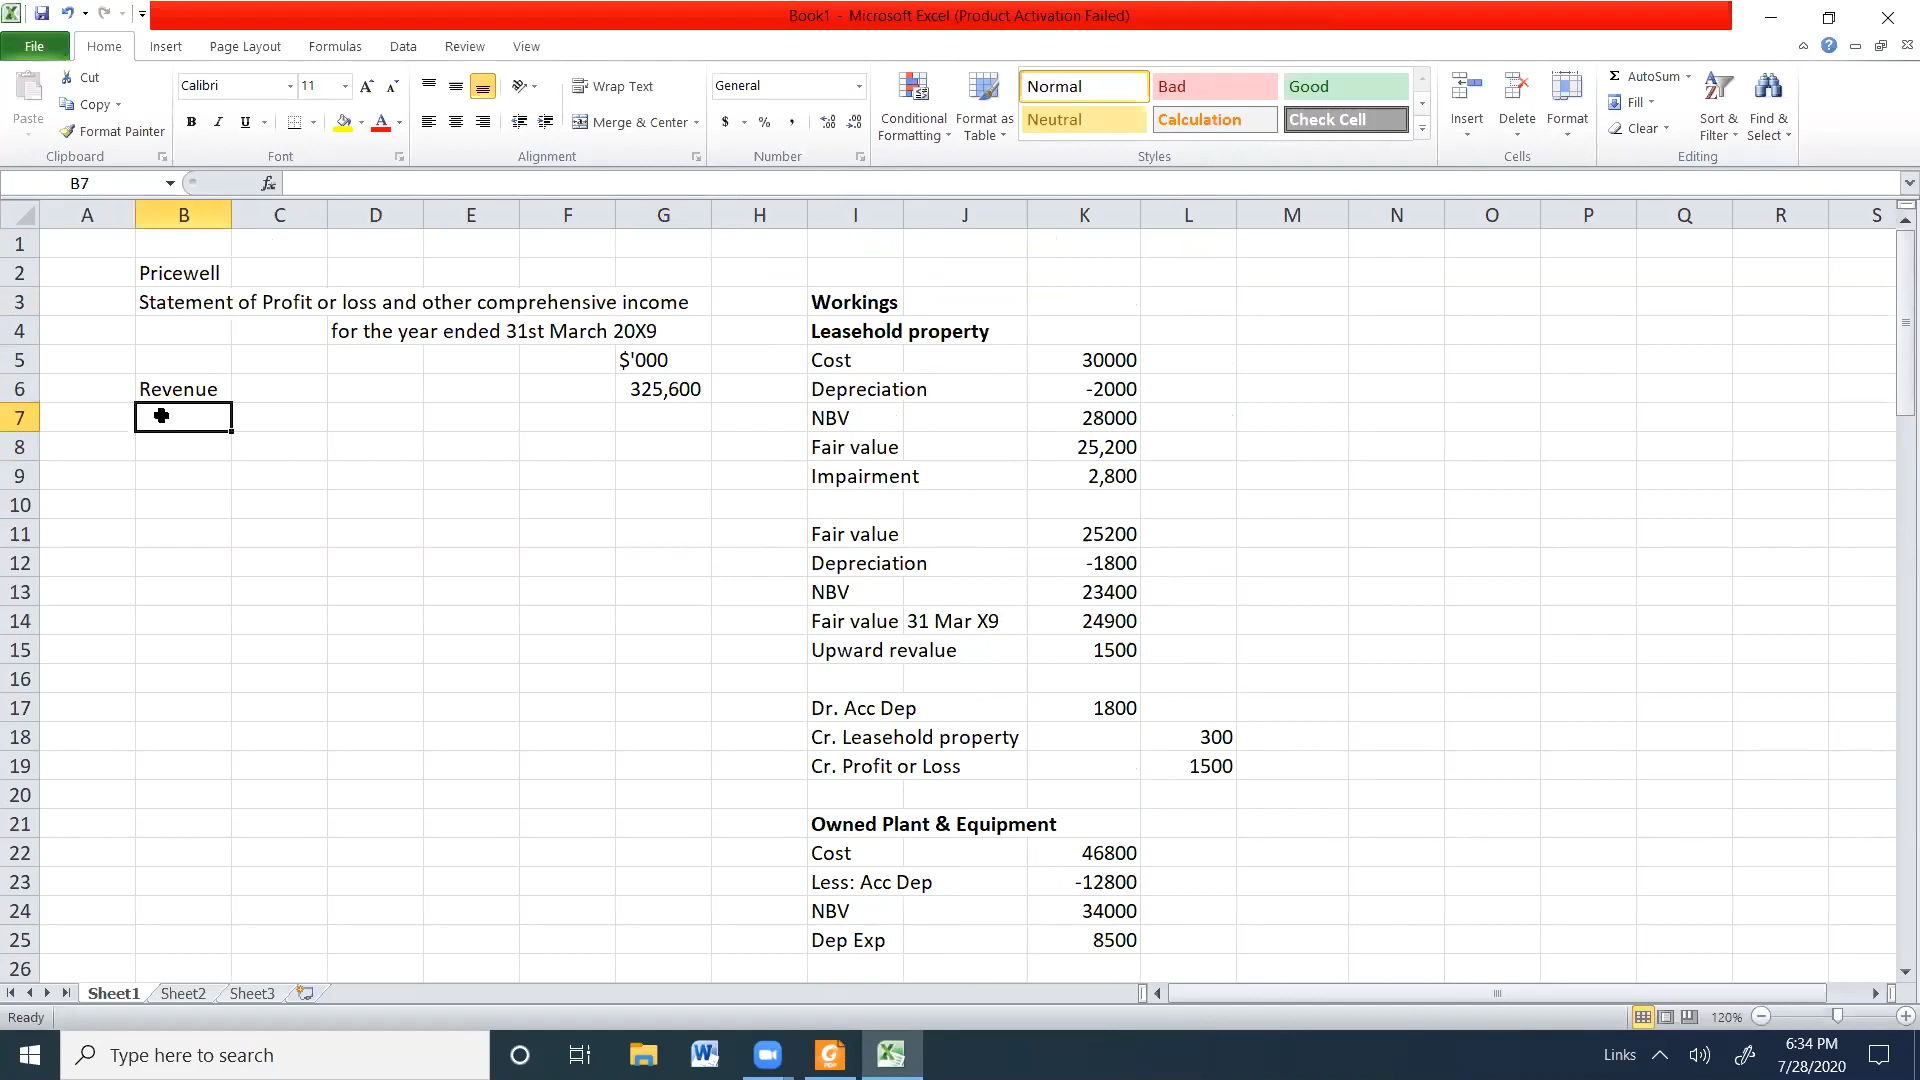 Book1 - Microsoft Excel (Product Activation Failed)
File Home Insert Page Layout Formulas Data Review View
Paste
Cut
Copy
Format Painter
Clipboard
Calibri 11
B I U
Font
Wrap Text
Merge & Center
Alignment
General
$ % ,
Number
Conditional Formatting
Format as Table
Normal Bad Good
Neutral Calculation Check Cell
Styles
Insert Delete Format
Cells
Σ AutoSum
Fill
Clear
Sort & Filter
Find & Select
Editing
B7 fx
A B C D E F G H I J K L M N O P Q R S
1
2 Pricewell
3 Statement of Profit or loss and other comprehensive income Workings
4 for the year ended 31st March 20X9 Leasehold property
5 $'000 Cost 30000
6 Revenue 325,600 Depreciation -2000
7 NBV 28000
8 Fair value 25,200
9 Impairment 2,800
10
11 Fair value 25200
12 Depreciation -1800
13 NBV 23400
14 Fair value 31 Mar X9 24900
15 Upward revalue 1500
16
17 Dr. Acc Dep 1800
18 Cr. Leasehold property 300
19 Cr. Profit or Loss 1500
20
21 Owned Plant & Equipment
22 Cost 46800
23 Less: Acc Dep -12800
24 NBV 34000
25 Dep Exp 8500
26
Sheet1 Sheet2 Sheet3
Ready 120%
Type here to search
Links
6:34 PM
7/28/2020